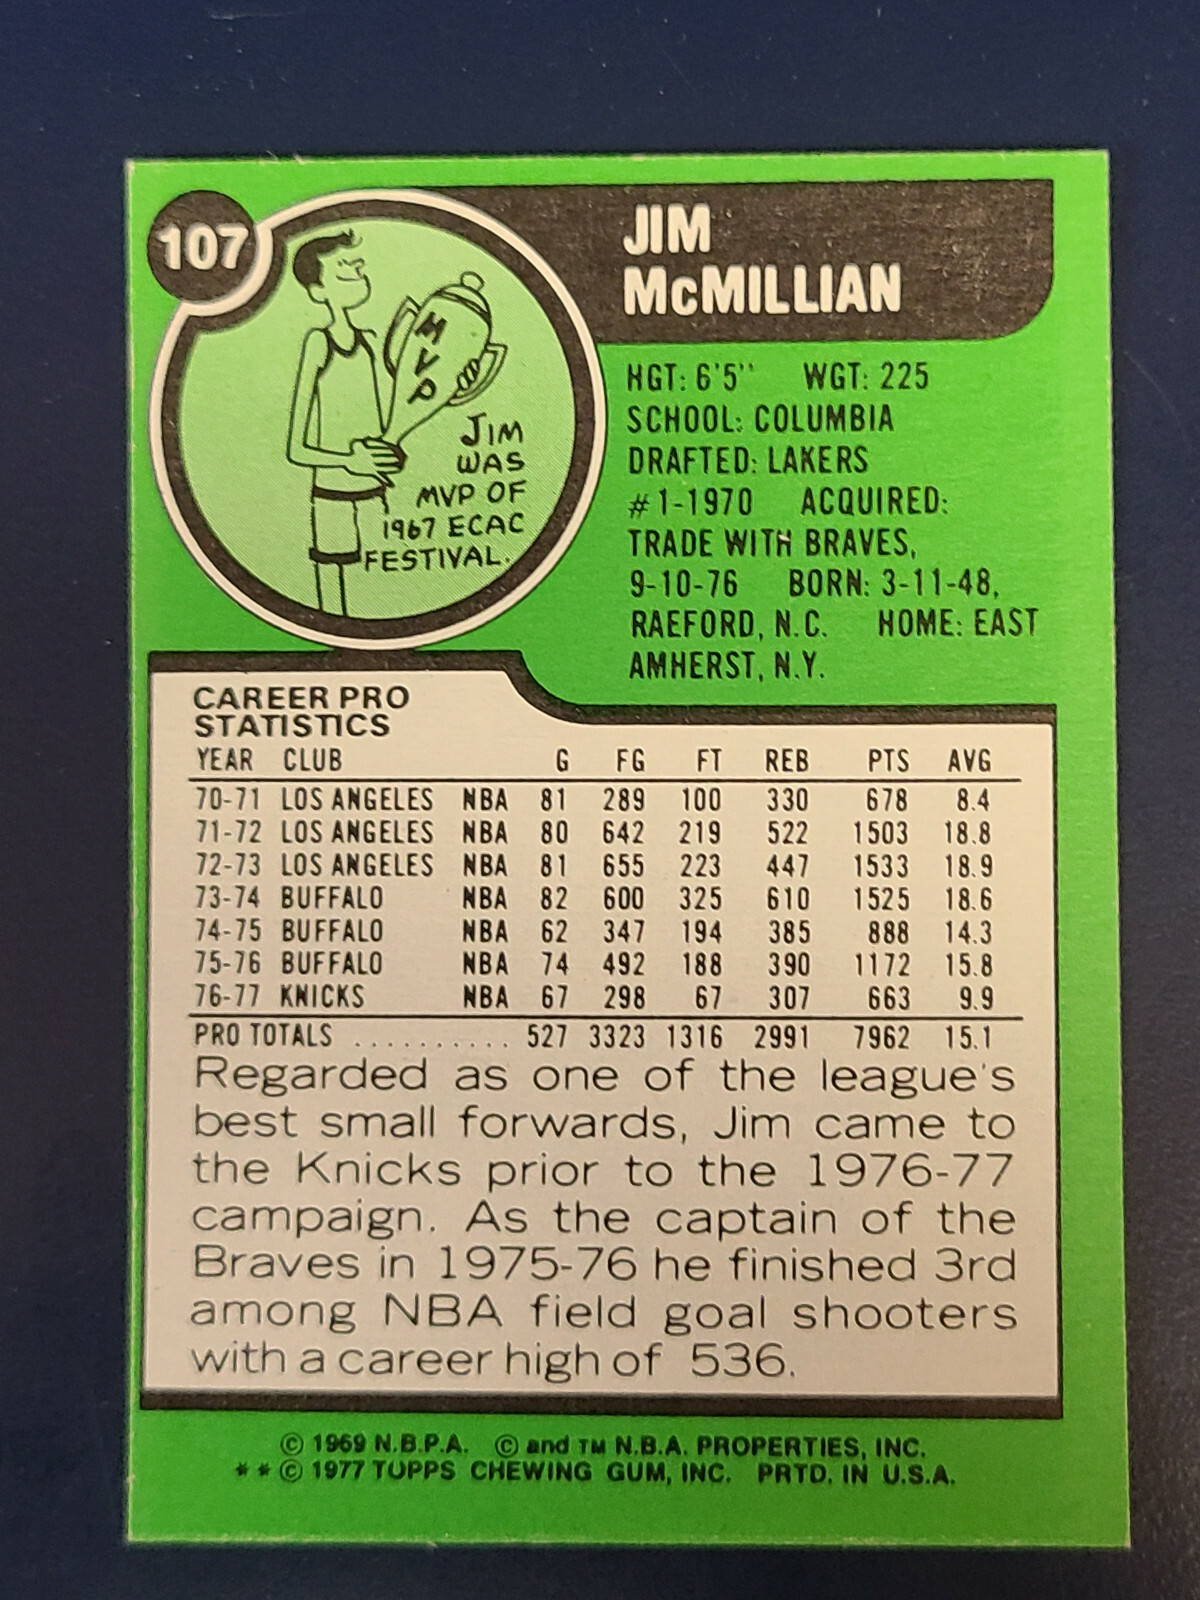 107
JIM
McMILLIAN
MVP
JIM
WAS
MVP OF
1967 ECAC
FESTIVAL.
HGT: 6'5" WGT: 225
SCHOOL: COLUMBIA
DRAFTED: LAKERS
#1-1970 ACQUIRED:
TRADE WITH BRAVES,
9-10-76 BORN: 3-11-48,
RAEFORD, N.C. HOME: EAST
AMHERST, N.Y.
CAREER PRO
STATISTICS
YEAR CLUB G FG FT REB PTS AVG
70-71 LOS ANGELES NBA 81 289 100 330 678 8.4
71-72 LOS ANGELES NBA 80 642 219 522 1503 18.8
72-73 LOS ANGELES NBA 81 655 223 447 1533 18.9
73-74 BUFFALO NBA 82 600 325 610 1525 18.6
74-75 BUFFALO NBA 62 347 194 385 888 14.3
75-76 BUFFALO NBA 74 492 188 390 1172 15.8
76-77 KNICKS NBA 67 298 67 307 663 9.9
PRO TOTALS .......... 527 3323 1316 2991 7962 15.1
Regarded as one of the league's
best small forwards, Jim came to
the Knicks prior to the 1976-77
campaign. As the captain of the
Braves in 1975-76 he finished 3rd
among NBA field goal shooters
with a career high of 536.
© 1969 N.B.P.A. © and TM N.B.A. PROPERTIES, INC.
**© 1977 TOPPS CHEWING GUM, INC. PRTD. IN U.S.A.